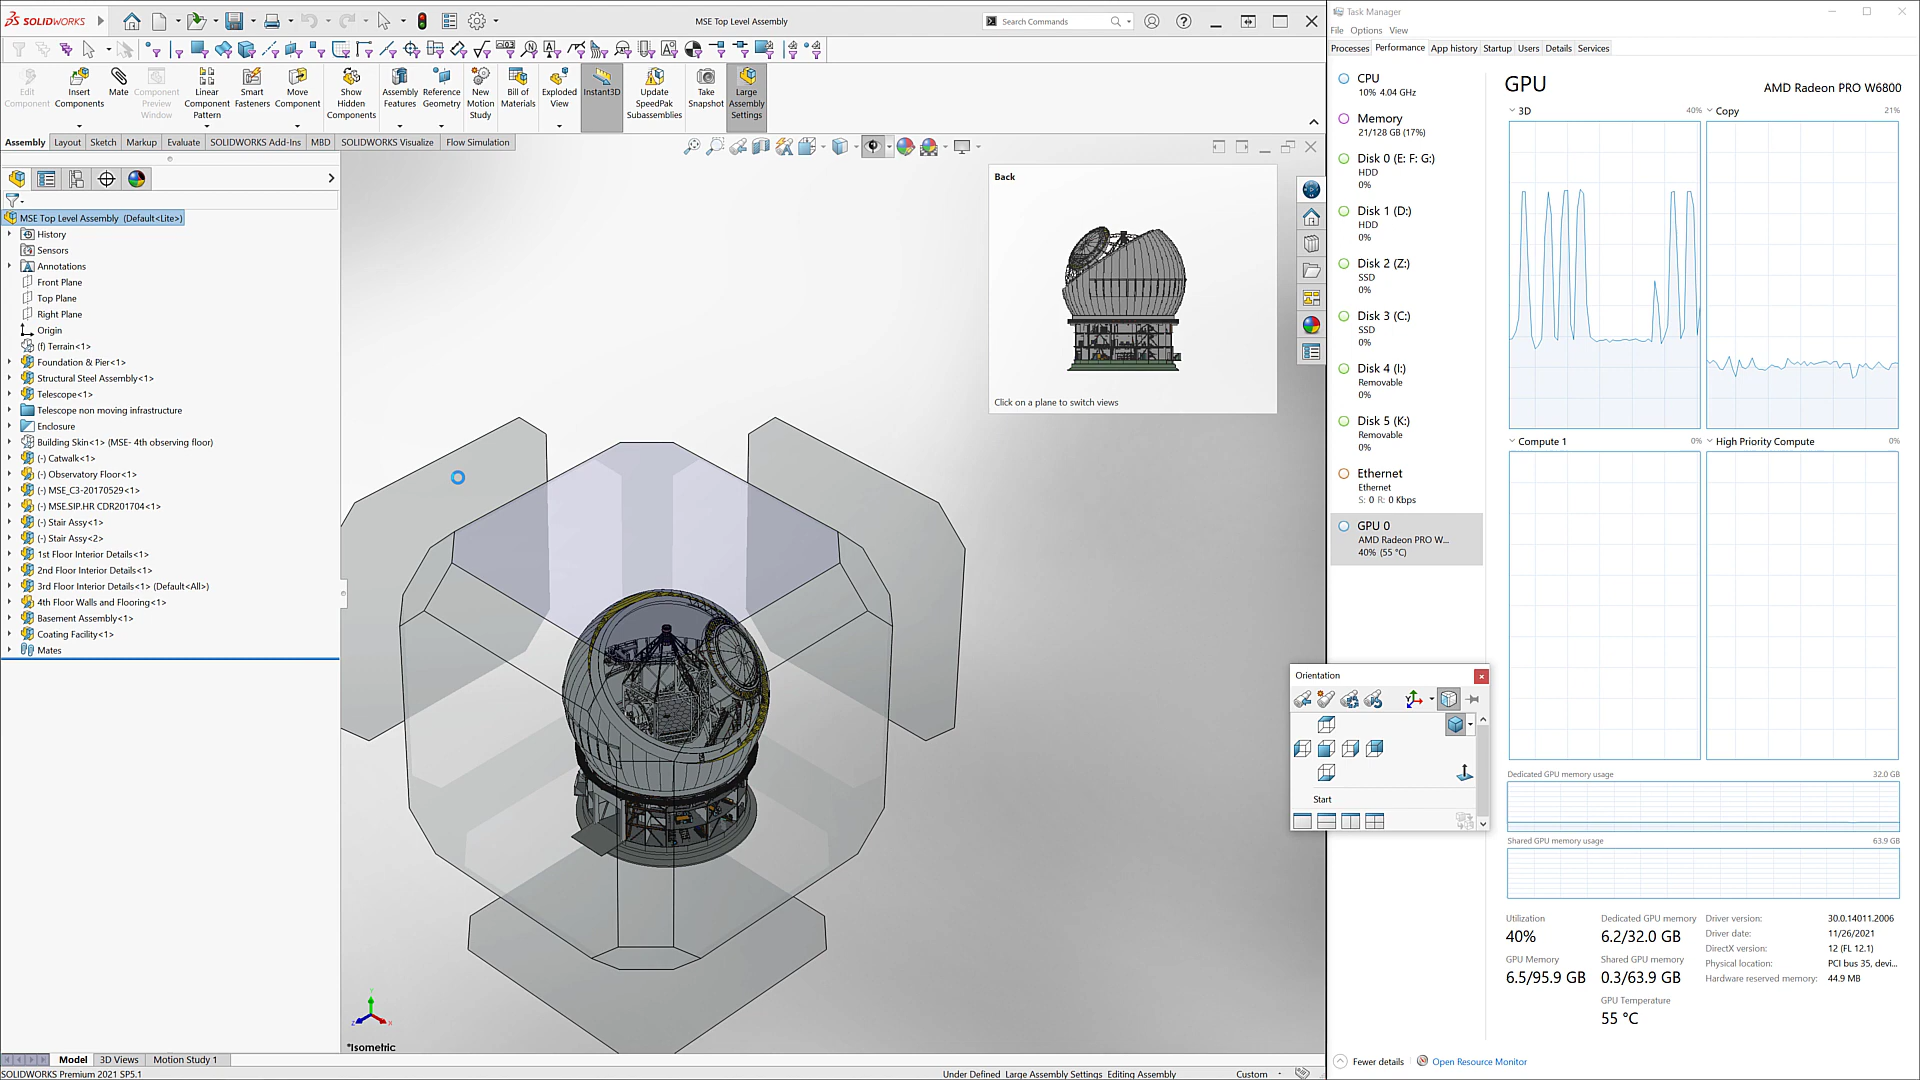 SOLIDWORKS
MSE Top Level Assembly
Search Commands
Edit Component
Insert Components
Mate
Component Preview Window
Linear Component Pattern
Smart Fasteners
Move Component
Show Hidden Components
Assembly Features
Reference Geometry
New Motion Study
Bill of Materials
Exploded View
Instant3D
Update SpeedPak Subassemblies
Take Snapshot
Large Assembly Settings
Assembly
Layout
Sketch
Markup
Evaluate
SOLIDWORKS Add-Ins
MBD
SOLIDWORKS Visualize
Flow Simulation
MSE Top Level Assembly (Default<Lite>)
History
Sensors
Annotations
Front Plane
Top Plane
Right Plane
Origin
(f) Terrain<1>
Foundation & Pier<1>
Structural Steel Assembly<1>
Telescope<1>
Telescope non moving infrastructure
Enclosure
Building Skin<1> (MSE- 4th observing floor)
(-) Catwalk<1>
(-) Observatory Floor<1>
(-) MSE_C3-20170529<1>
(-) MSE.SIP.HR CDR201704<1>
(-) Stair Assy<1>
(-) Stair Assy<2>
1st Floor Interior Details<1>
2nd Floor Interior Details<1>
3rd Floor Interior Details<1> (Default<All>)
4th Floor Walls and Flooring<1>
Basement Assembly<1>
Coating Facility<1>
Mates
Back
Click on a plane to switch views
*Isometric
Model
3D Views
Motion Study 1
SOLIDWORKS Premium 2021 SP5.1
Under Defined
Large Assembly Settings
Editing Assembly
Custom
Orientation
Start
Task Manager
File
Options
View
Processes
Performance
App history
Startup
Users
Details
Services
CPU
10% 4.04 GHz
Memory
21/128 GB (17%)
Disk 0 (E: F: G:)
HDD
0%
Disk 1 (D:)
HDD
0%
Disk 2 (Z:)
SSD
0%
Disk 3 (C:)
SSD
0%
Disk 4 (I:)
Removable
0%
Disk 5 (K:)
Removable
0%
Ethernet
Ethernet
S: 0 R: 0 Kbps
GPU 0
AMD Radeon PRO W...
40% (55 °C)
GPU
AMD Radeon PRO W6800
3D
40%
Copy
21%
Compute 1
0%
High Priority Compute
0%
Dedicated GPU memory usage
32.0 GB
Shared GPU memory usage
63.9 GB
Utilization
40%
Dedicated GPU memory
6.2/32.0 GB
Driver version:
30.0.14011.2006
Driver date:
11/26/2021
DirectX version:
12 (FL 12.1)
GPU Memory
6.5/95.9 GB
Shared GPU memory
0.3/63.9 GB
Physical location:
PCI bus 35, devi...
Hardware reserved memory:
44.9 MB
GPU Temperature
55 °C
Fewer details
Open Resource Monitor